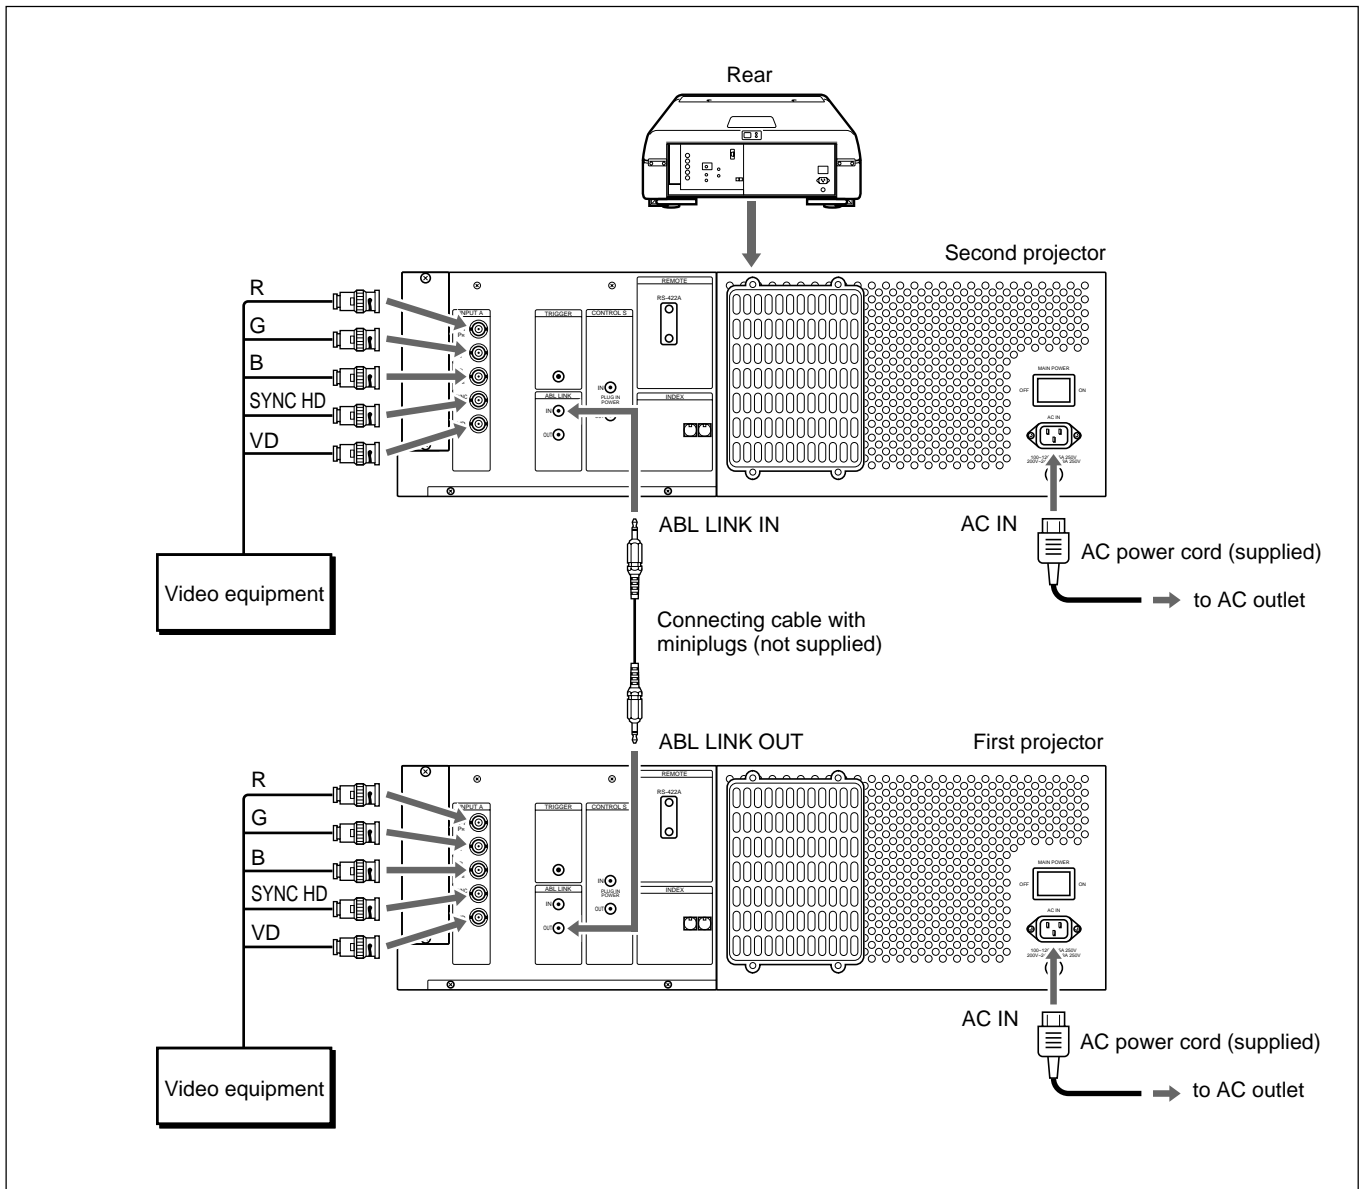 Rear
Second projector
R
G
B
SYNC HD
VD
INPUT A
TRIGGER
CONTROL S
REMOTE
RS-422A
IN
PLUG IN
POWER
ABL LINK
IN
OUT
INDEX
MAIN POWER
OFF
ON
AC IN
ABL LINK IN
AC IN
AC power cord (supplied)
to AC outlet
Video equipment
Connecting cable with
miniplugs (not supplied)
ABL LINK OUT
First projector
R
G
B
SYNC HD
VD
INPUT A
TRIGGER
CONTROL S
REMOTE
RS-422A
IN
PLUG IN
POWER
OUT
ABL LINK
IN
OUT
INDEX
MAIN POWER
OFF
ON
AC IN
AC IN
AC power cord (supplied)
to AC outlet
Video equipment